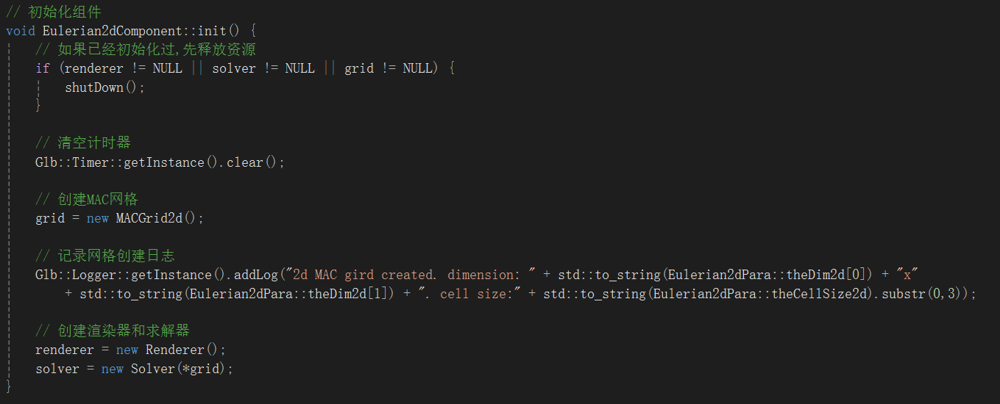 // 初始化组件
void Eulerian2dComponent::init() {
    // 如果已经初始化过,先释放资源
    if (renderer != NULL || solver != NULL || grid != NULL) {
        shutDown();
    }

    // 清空计时器
    Glb::Timer::getInstance().clear();

    // 创建MAC网格
    grid = new MACGrid2d();

    // 记录网格创建日志
    Glb::Logger::getInstance().addLog("2d MAC gird created. dimension: " + std::to_string(Eulerian2dPara::theDim2d[0]) + "x"
        + std::to_string(Eulerian2dPara::theDim2d[1]) + ". cell size:" + std::to_string(Eulerian2dPara::theCellSize2d).substr(0,3));

    // 创建渲染器和求解器
    renderer = new Renderer();
    solver = new Solver(*grid);
}